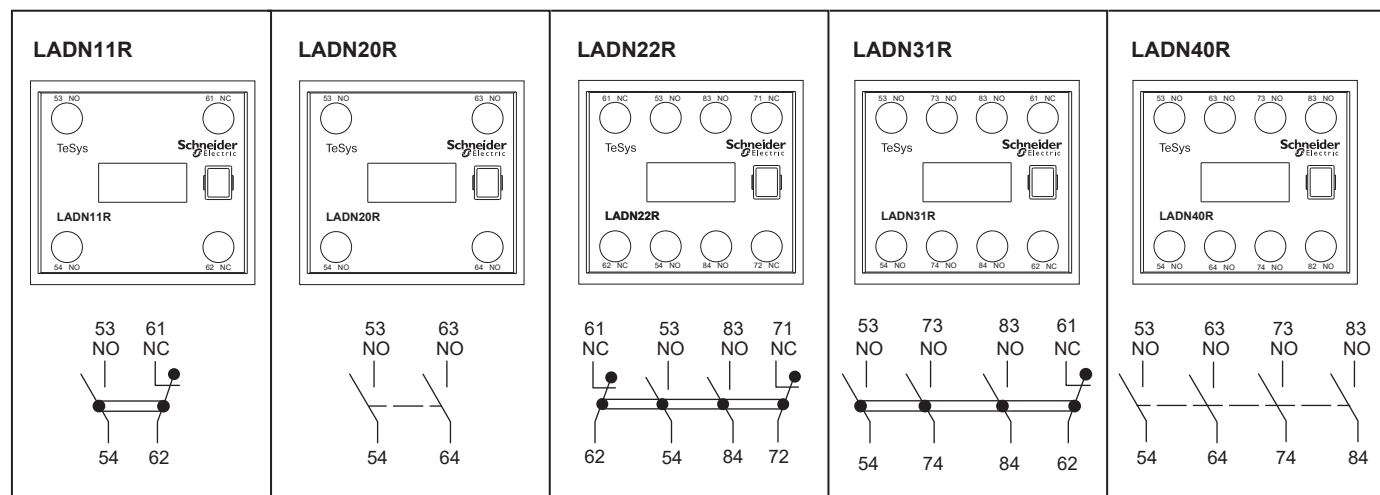 LADN11R
53 NO 61 NC
TeSys Schneider
Electric
LADN11R
54 NO 62 NC
53 61
NO NC
54 62
LADN20R
53 NO 63 NO
TeSys Schneider
Electric
LADN20R
54 NO 64 NO
53 63
NO NO
54 64
LADN22R
61 NC 53 NO 83 NO 71 NC
TeSys Schneider
Electric
LADN22R
62 NC 54 NO 84 NO 72 NC
61 53 83 71
NC NO NO NC
62 54 84 72
LADN31R
53 NO 73 NO 83 NO 61 NC
TeSys Schneider
Electric
LADN31R
54 NO 74 NO 84 NO 62 NC
53 73 83 61
NO NO NO NC
54 74 84 62
LADN40R
53 NO 63 NO 73 NO 83 NO
TeSys Schneider
Electric
LADN40R
54 NO 64 NO 74 NO 82 NO
53 63 73 83
NO NO NO NO
54 64 74 84